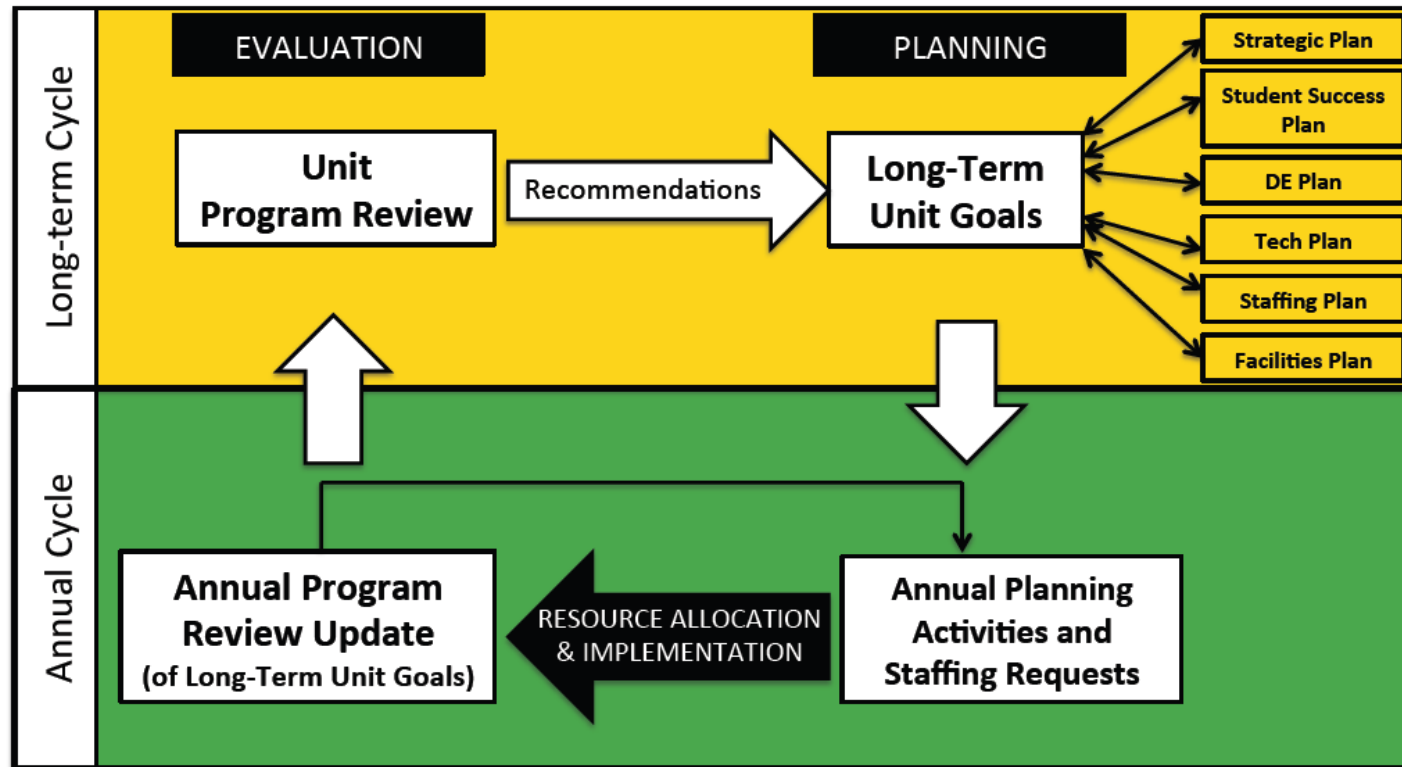 EVALUATION
PLANNING
Strategic Plan
Student Success
Plan
DE Plan
Tech Plan
Staffing Plan
Facilities Plan
Long-term Cycle
Unit
Program Review
Recommendations
Long-Term
Unit Goals
Annual Cycle
Annual Program
Review Update
(of Long-Term Unit Goals)
RESOURCE ALLOCATION
& IMPLEMENTATION
Annual Planning
Activities and
Staffing Requests